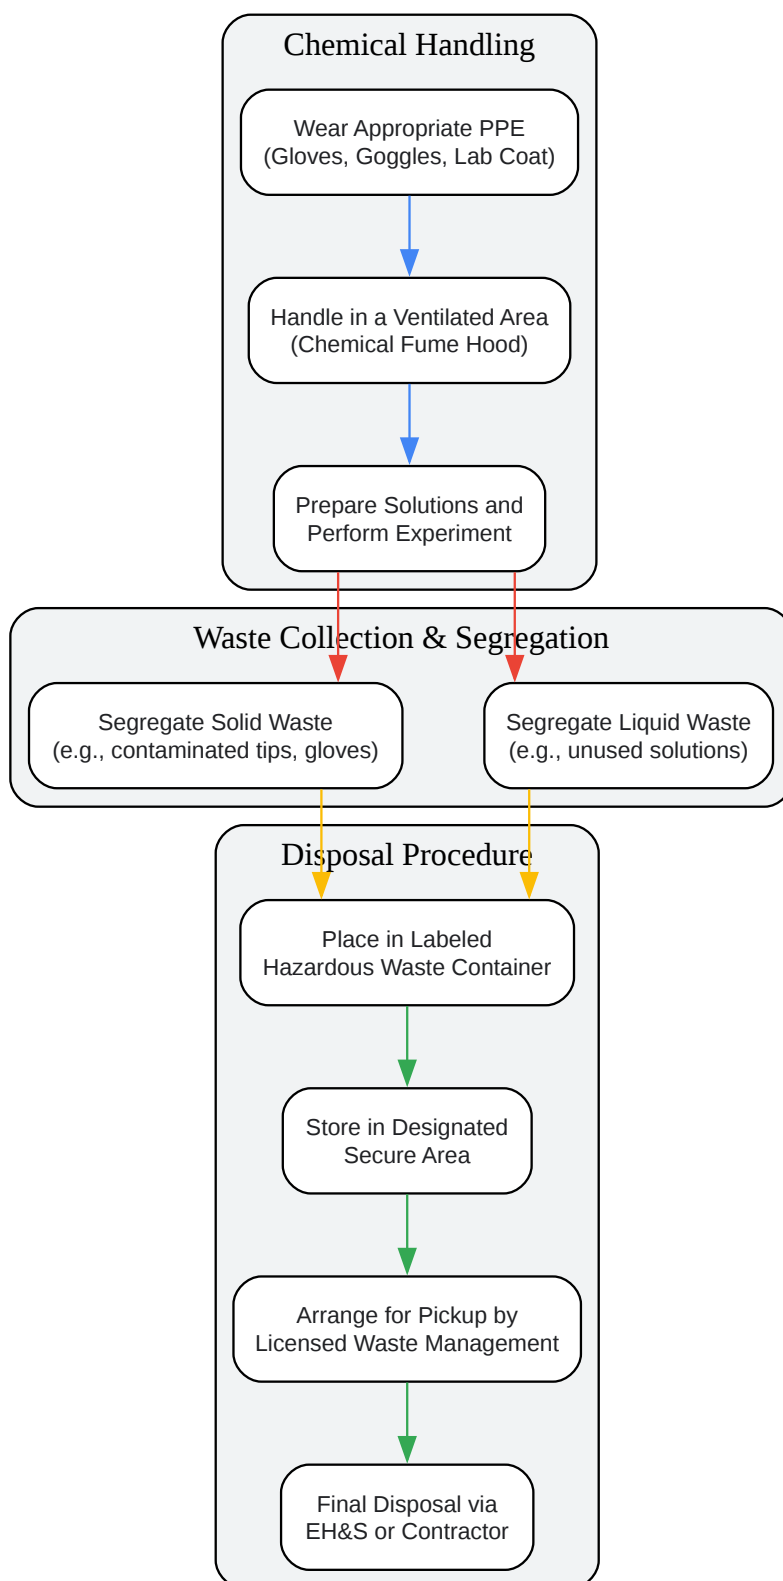 Chemical Handling
Wear Appropriate PPE
(Gloves, Goggles, Lab Coat)
Handle in a Ventilated Area
(Chemical Fume Hood)
Prepare Solutions and
Perform Experiment
Waste Collection & Segregation
Segregate Solid Waste
(e.g., contaminated tips, gloves)
Segregate Liquid Waste
(e.g., unused solutions)
Disposal Procedure
Place in Labeled
Hazardous Waste Container
Store in Designated
Secure Area
Arrange for Pickup by
Licensed Waste Management
Final Disposal via
EH&S or Contractor